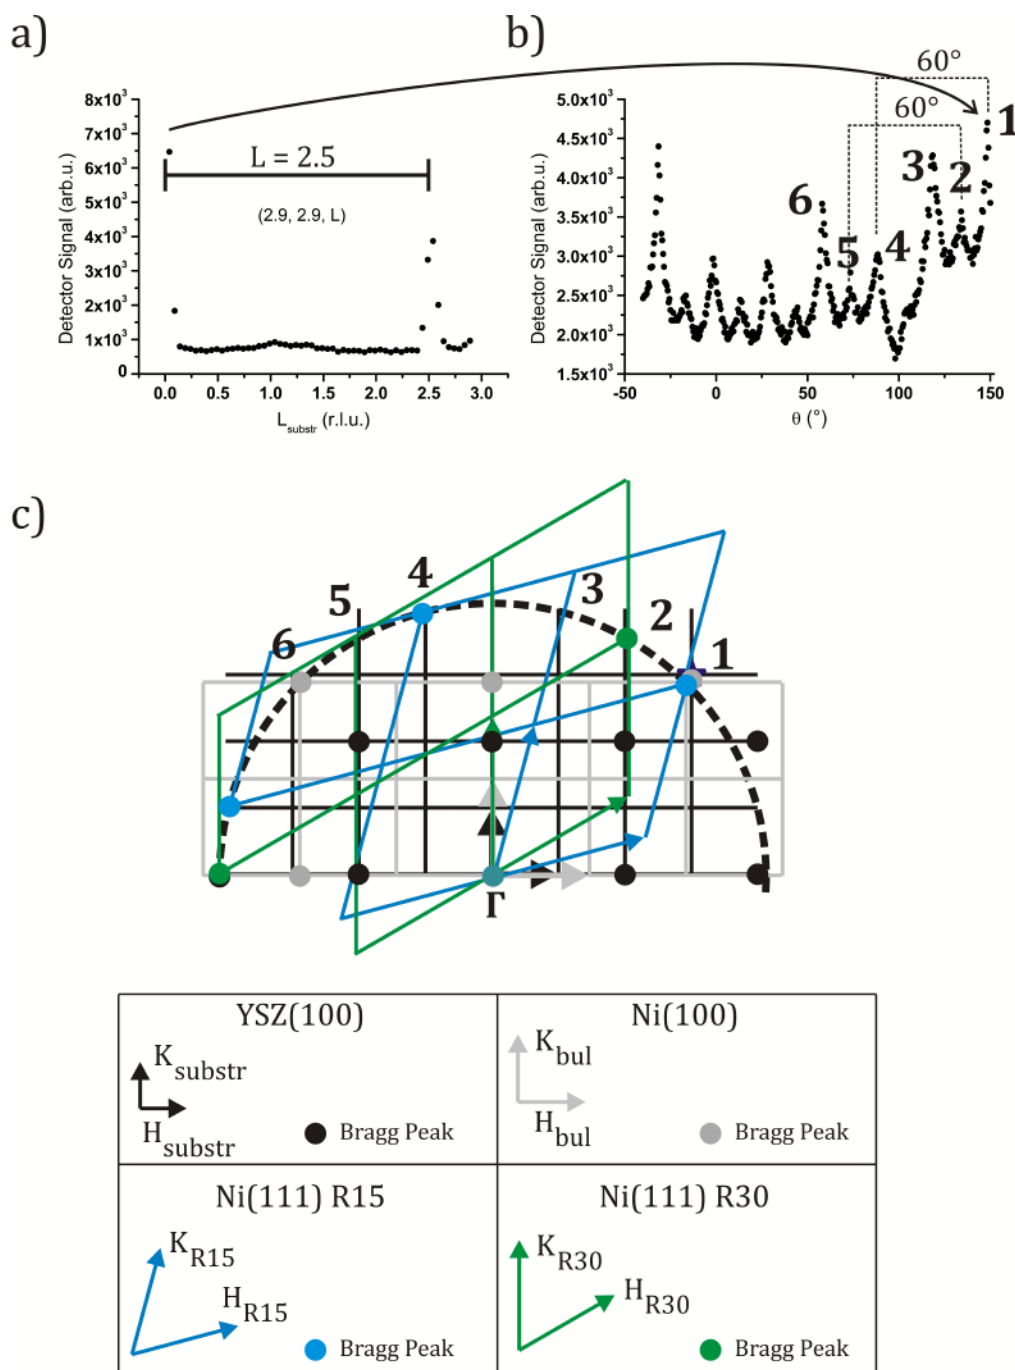 a)
8x10³
7x10³
6x10³
5x10³
4x10³
3x10³
2x10³
1x10³
0
Detector Signal (arb.u.)
L = 2.5
(2.9, 2.9, L)
0.0 0.5 1.0 1.5 2.0 2.5 3.0
L_substr (r.l.u.)
b)
60°
60°
5.0x10³
4.5x10³
4.0x10³
3.5x10³
3.0x10³
2.5x10³
2.0x10³
1.5x10³
Detector Signal (arb.u.)
1
2
3
4
5
6
-50 0 50 100 150
θ (°)
c)
1
2
3
4
5
6
Γ
YSZ(100)
K_substr
H_substr
Bragg Peak
Ni(100)
K_bul
H_bul
Bragg Peak
Ni(111) R15
K_R15
H_R15
Bragg Peak
Ni(111) R30
K_R30
H_R30
Bragg Peak